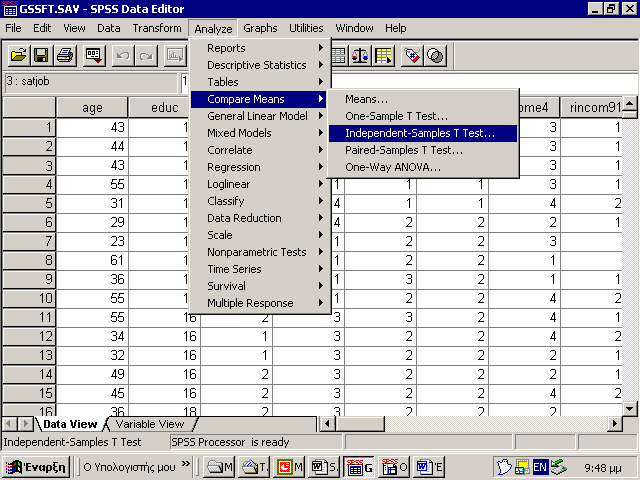 GSSFT.SAV - SPSS Data Editor
File Edit View Data Transform Analyze Graphs Utilities Window Help
3 : satjob 1
Reports
Descriptive Statistics
Tables
Compare Means
General Linear Model
Mixed Models
Correlate
Regression
Loglinear
Classify
Data Reduction
Scale
Nonparametric Tests
Time Series
Survival
Multiple Response
Means...
One-Sample T Test...
Independent-Samples T Test...
Paired-Samples T Test...
One-Way ANOVA...
age educ ome4 rincom91
1 43 1 3 1
2 44 1 3 1
3 43 1 3 1
4 55 1 1 1 1 3 1
5 31 1 4 1 1 4 2
6 29 1 4 2 2 4 1
7 23 1 1 2 2 3
8 61 1 1 2 2 4
9 36 1 1 3 2 1 1
10 55 1 1 2 2 4 2
11 55 16 2 3 3 2 4 2
12 34 16 1 3 2 2 4 2
13 32 16 1 3 2 2 3 1
14 49 16 2 3 2 2 4 1
15 45 16 2 3 2 2 4 2
16 36 18 2 3 2 2 4 2
Data View Variable View
Independent-Samples T Test SPSS Processor is ready
Έναρξη Ο Υπολογιστής μου » M Τ. M S. G Ο. Έ EN 9:48 μμ